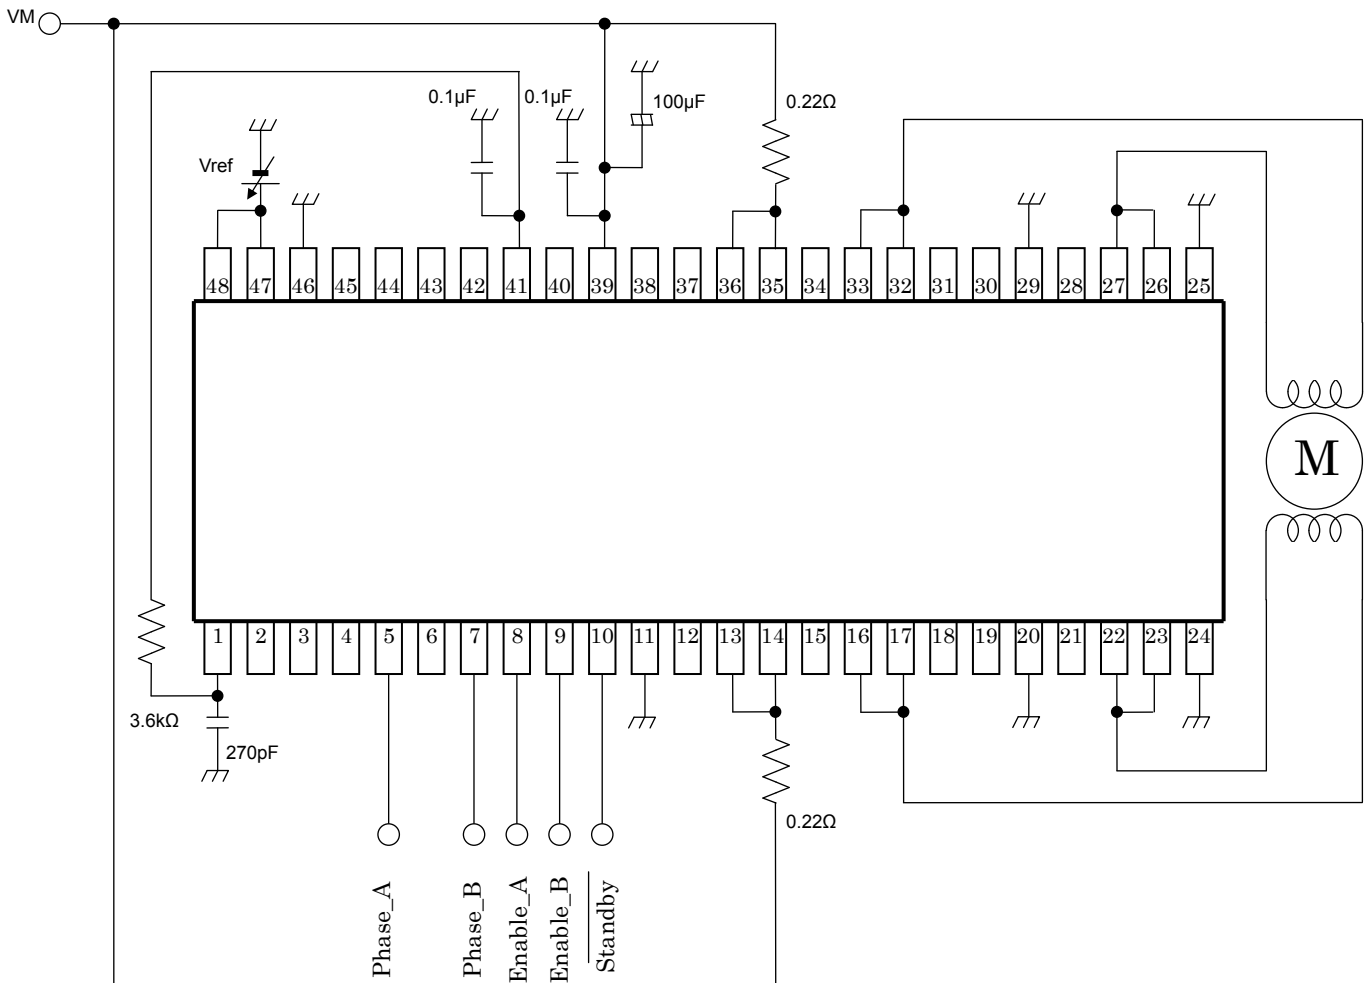 VM
0.1µF
0.1µF
100µF
0.22Ω
Vref
48 47 46 45 44 43 42 41 40 39 38 37 36 35 34 33 32 31 30 29 28 27 26 25
M
1 2 3 4 5 6 7 8 9 10 11 12 13 14 15 16 17 18 19 20 21 22 23 24
3.6kΩ
270pF
0.22Ω
Phase_A
Phase_B
Enable_A
Enable_B
Standby